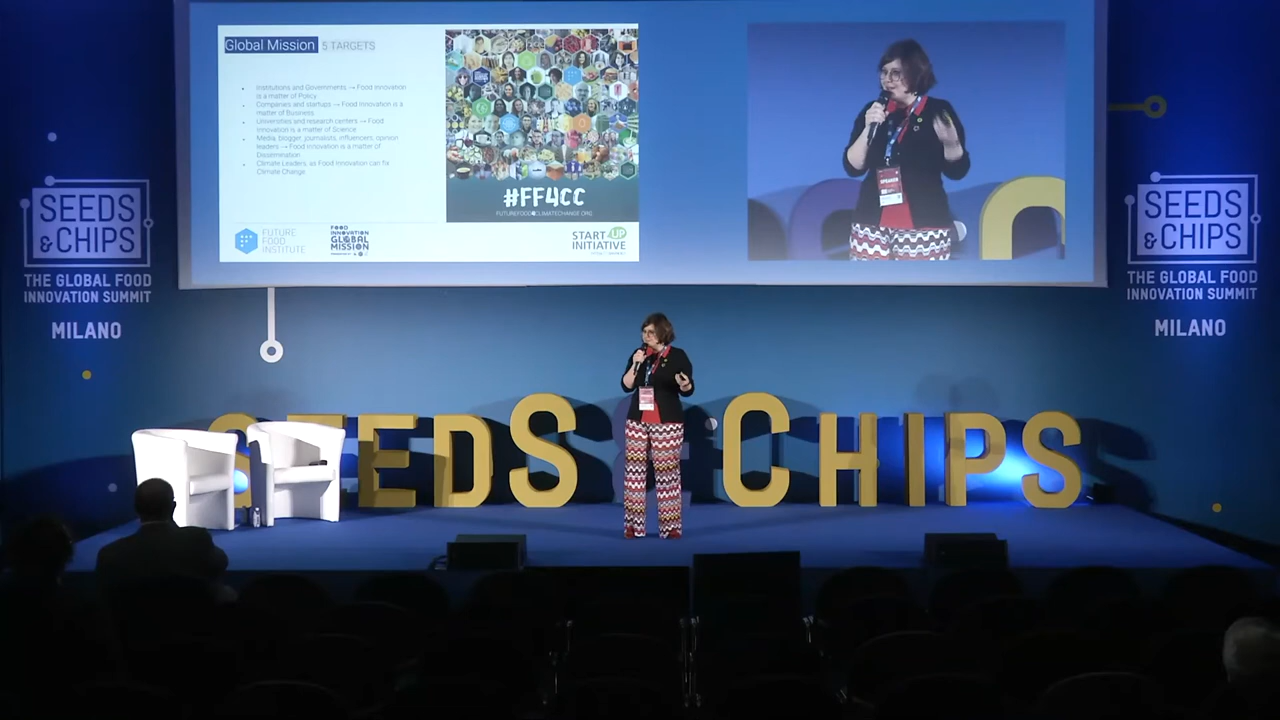 Global Mission 5 TARGETS
Institutions and Governments → Food innovation
is a matter of Policy
Companies and startups → Food Innovation is a
matter of Business
Universities and research centers → Food
Innovation is a matter of Science
Media, blogger, journalists, influencers, opinion
leaders → Food innovation is a matter of
Dissemination
Climate Leaders, as Food Innovation can fix
Climate Change
#FF4CC
FUTUREFOOD4CLIMATECHANGE.ORG
FUTURE
FOOD
INSTITUTE
FOOD
INNOVATION
GLOBAL
MISSION
START UP
INITIATIVE
SPEAKER
SEEDS
&CHIPS
THE GLOBAL FOOD
INNOVATION SUMMIT
MILANO
SEEDS
&CHIPS
THE GLOBAL FOOD
INNOVATION SUMMIT
MILANO
SEEDS CHIPS